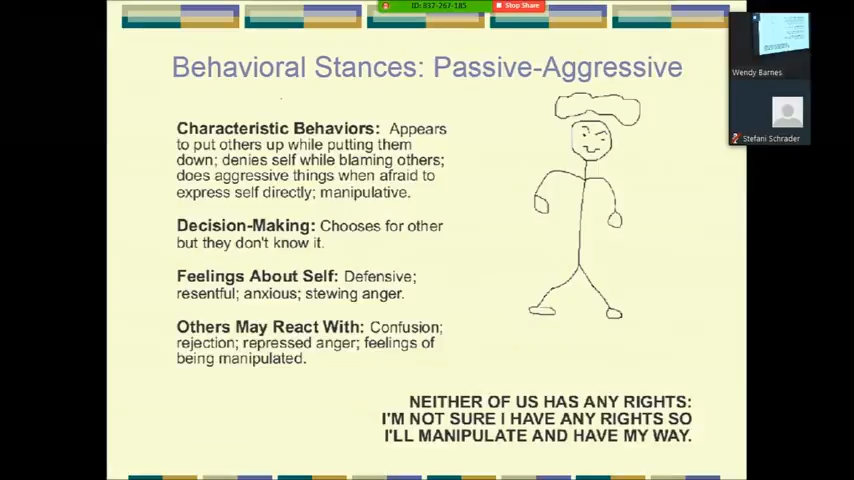 ID: 837-267-185 Stop Share
Wendy Barnes
Stefani Schrader
Behavioral Stances: Passive-Aggressive
Characteristic Behaviors: Appears
to put others up while putting them
down; denies self while blaming others;
does aggressive things when afraid to
express self directly; manipulative.
Decision-Making: Chooses for other
but they don't know it.
Feelings About Self: Defensive;
resentful; anxious; stewing anger.
Others May React With: Confusion;
rejection; repressed anger; feelings of
being manipulated.
NEITHER OF US HAS ANY RIGHTS:
I'M NOT SURE I HAVE ANY RIGHTS SO
I'LL MANIPULATE AND HAVE MY WAY.